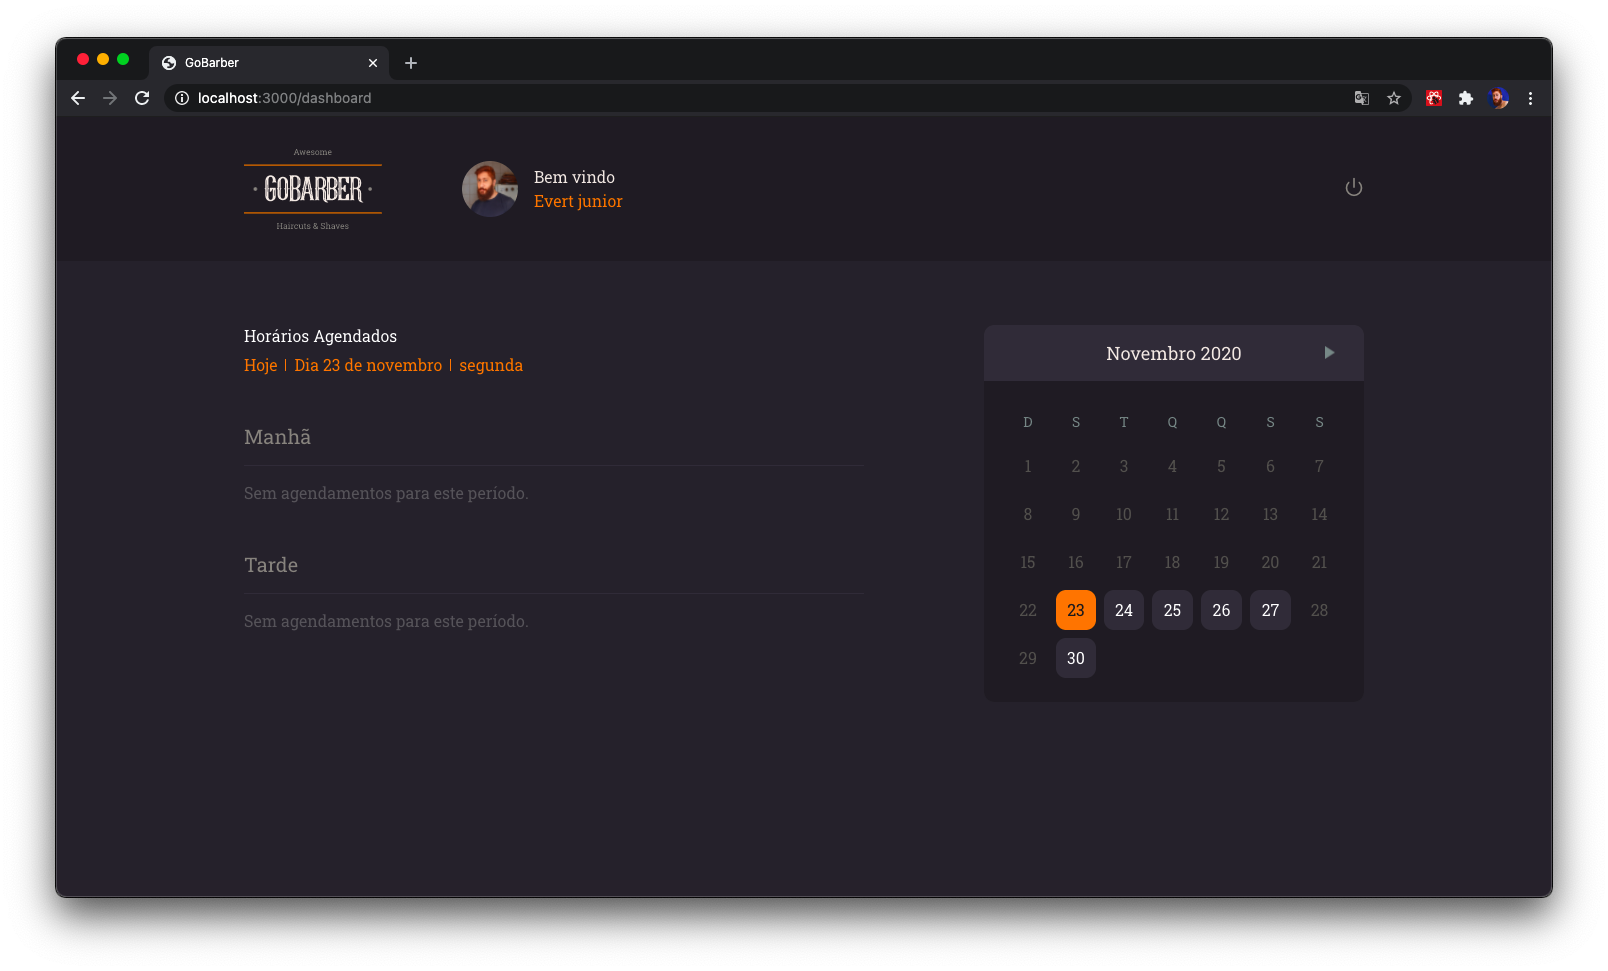 GoBarber
localhost:3000/dashboard
Awesome
GOBARBER
Haircuts & Shaves
Bem vindo
Evert junior
Horários Agendados
Hoje | Dia 23 de novembro | segunda
Manhã
Sem agendamentos para este período.
Tarde
Sem agendamentos para este período.
Novembro 2020
D S T Q Q S S
1 2 3 4 5 6 7
8 9 10 11 12 13 14
15 16 17 18 19 20 21
22 23 24 25 26 27 28
29 30